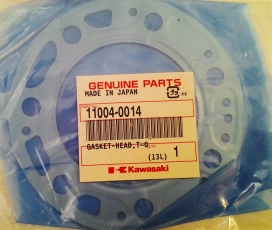 GENUINE PARTS
MADE IN JAPAN
11004-0014
GASKET-HEAD,T=0.
(13L) 1
Kawasaki